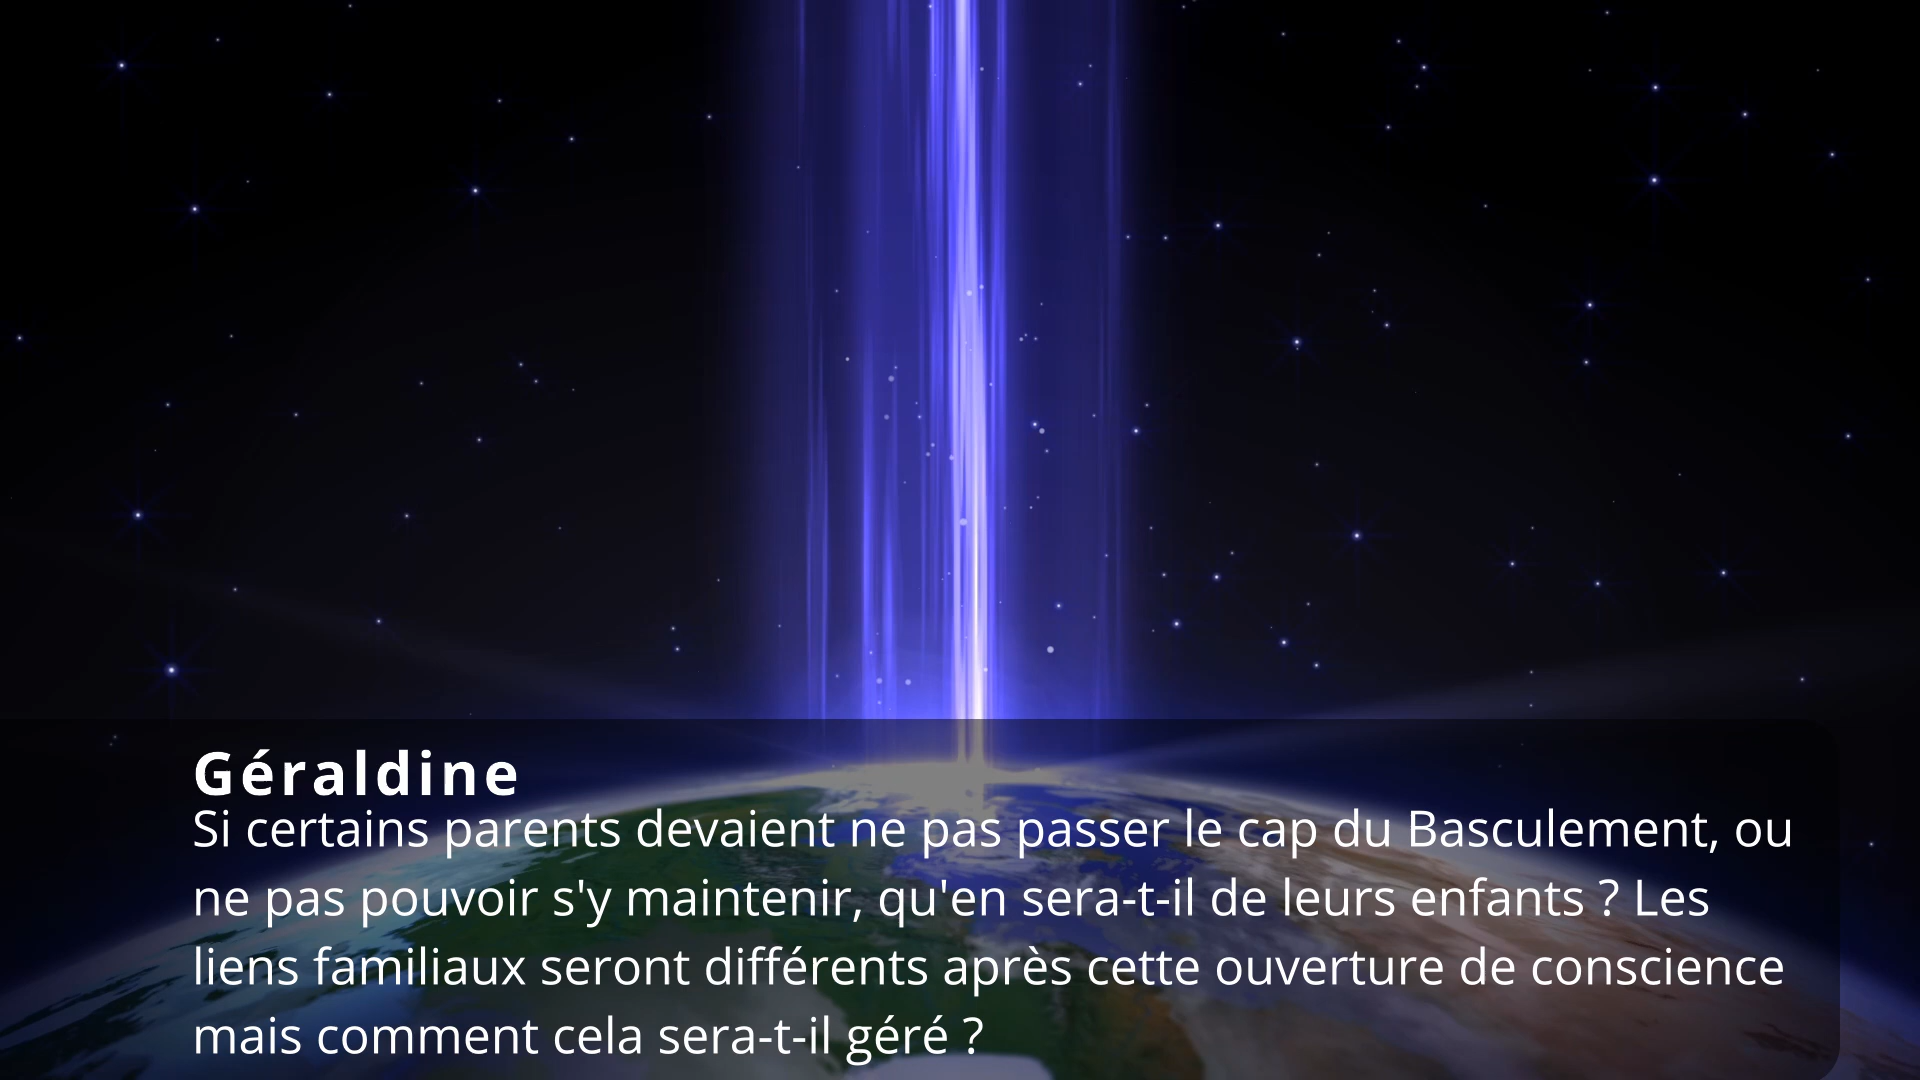 Géraldine
Si certains parents devaient ne pas passer le cap du Basculement, ou
ne pas pouvoir s'y maintenir, qu'en sera-t-il de leurs enfants ? Les
liens familiaux seront différents après cette ouverture de conscience
mais comment cela sera-t-il géré ?